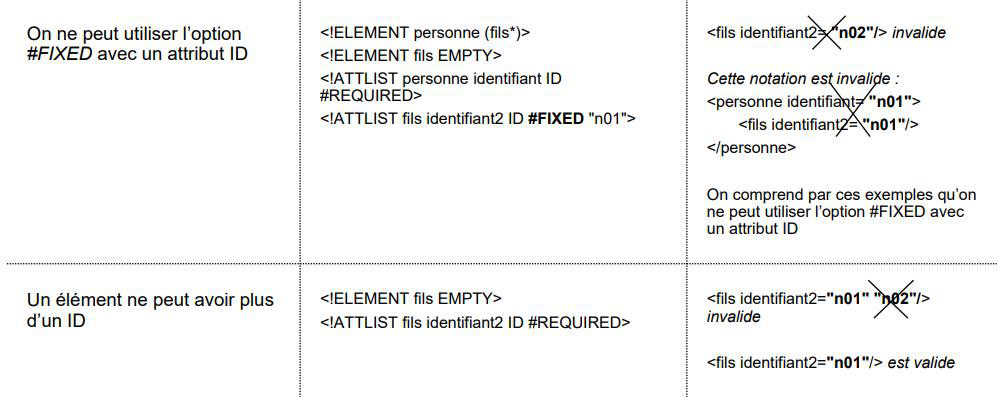 On ne peut utiliser l'option
#FIXED avec un attribut ID
<!ELEMENT personne (fils*)>
<!ELEMENT fils EMPTY>
<!ATTLIST personne identifiant ID
#REQUIRED>
<!ATTLIST fils identifiant2 ID #FIXED "n01">
<fils identifiant2= "n02"/> invalide
Cette notation est invalide :
<personne identifiant= "n01">
<fils identifiant2= "n01"/>
</personne>
On comprend par ces exemples qu'on
ne peut utiliser l'option #FIXED avec
un attribut ID
Un élément ne peut avoir plus
d'un ID
<!ELEMENT fils EMPTY>
<!ATTLIST fils identifiant2 ID #REQUIRED>
<fils identifiant2="n01" "n02"/>
invalide
<fils identifiant2="n01"/> est valide